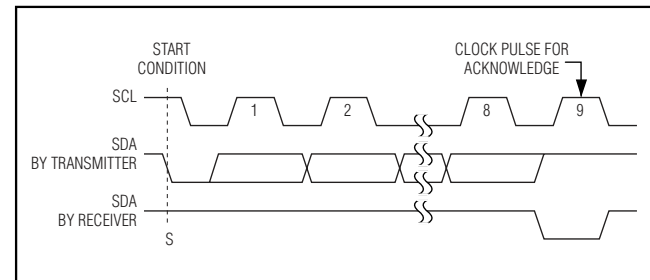 START
CONDITION
CLOCK PULSE FOR
ACKNOWLEDGE
SCL
1
2
8
9
SDA
BY TRANSMITTER
SDA
BY RECEIVER
S